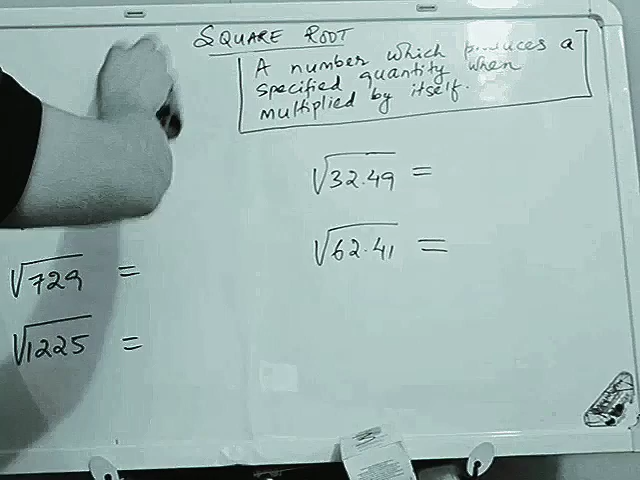 SQUARE ROOT
A number which produces a
specified quantity when
multiplied by itself.
√32.49 =
√62.41 =
√729 =
√1225 =